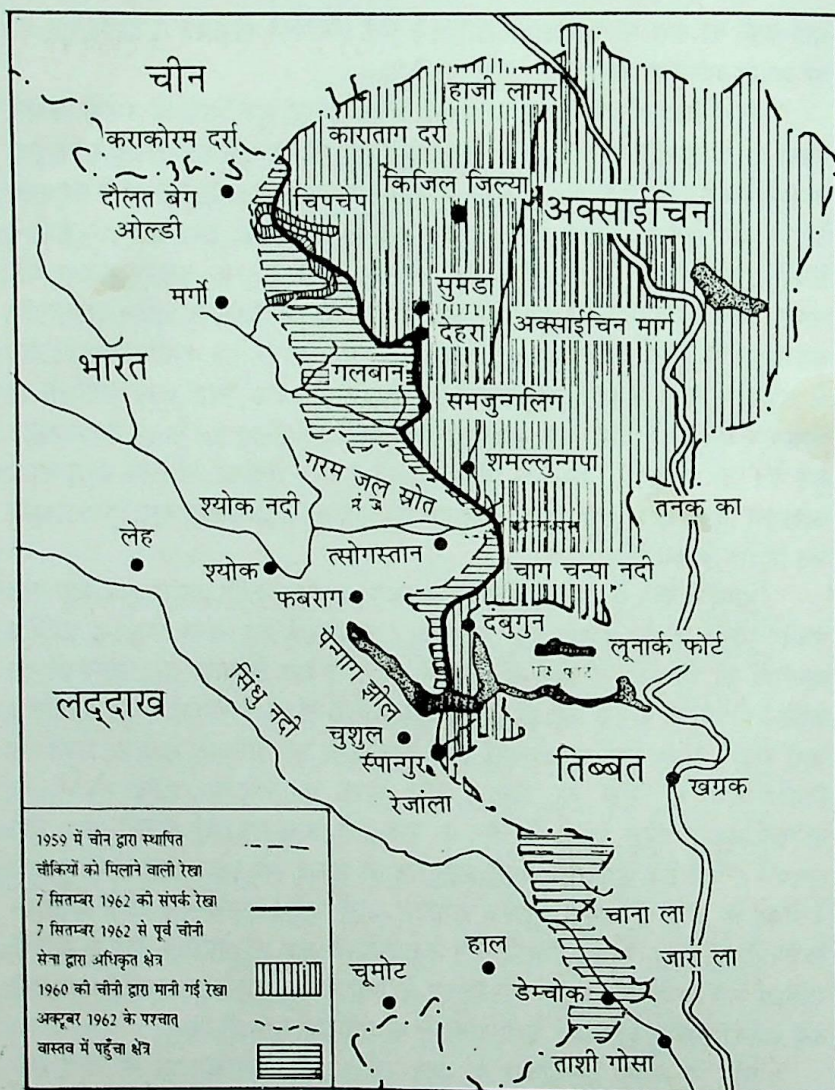 चीन
हाजी लागर
कराकोरम दर्रा
काराताग दर्रा
दौलत बेग
ओल्डी
चिपचेप
किजिल जिल्या
अक्साईचिन
मर्गो
सुमडा
देहरा
अक्साईचिन मार्ग
भारत
गलबान
समजुन्गलिग
शमल्लुन्गपा
गरम जल स्रोत
श्योक नदी
तनक का
लेह
श्योक
त्सोगस्तान
चाग चन्पा नदी
फबराग
दंबुगुन
लूनार्क फोर्ट
पैन्गाग झील
लद्दाख
सिंधु नदी
चुशुल
स्पान्गुर
तिब्बत
खग्रक
रेजांला
1959 में चीन द्वारा स्थापित
चौकियों को मिलाने वाली रेखा
7 सितम्बर 1962 की संपर्क रेखा
7 सितम्बर 1962 से पूर्व चीनी
सेना द्वारा अधिकृत क्षेत्र
1960 की चीनी द्वारा मानी गई रेखा
अक्टूबर 1962 के पश्चात्
वास्तव में पहुँचा क्षेत्र
चाना ला
हाल
जारा ला
चूमोट
डेम्चोक
ताशी गोसा